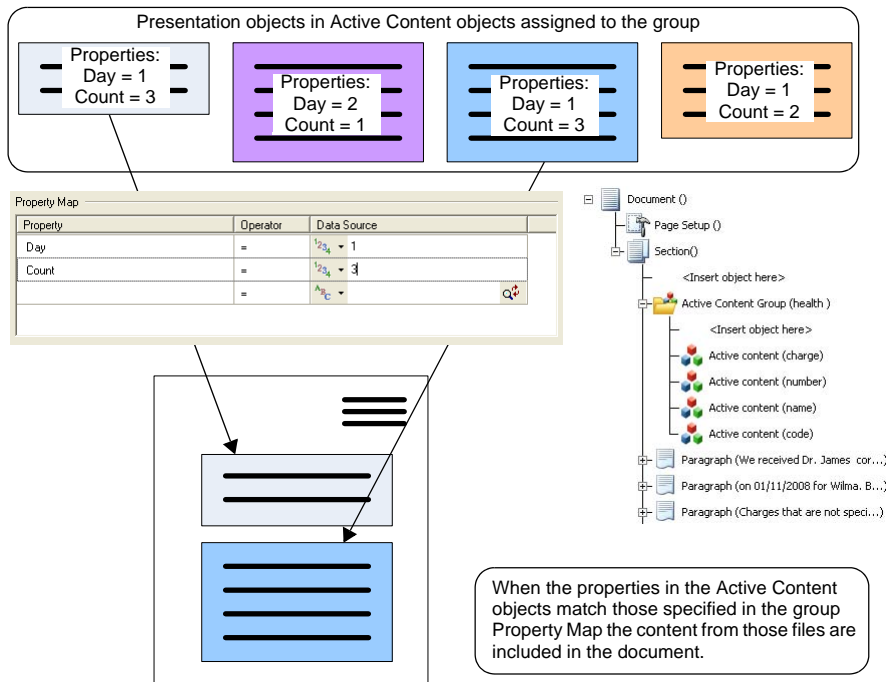 Presentation objects in Active Content objects assigned to the group
Properties:
Day = 1
Count = 3
Properties:
Day = 2
Count = 1
Properties:
Day = 1
Count = 3
Properties:
Day = 1
Count = 2
Property Map
Property Operator Data Source
Day = 1234 1
Count = 1234 3
= ABC
Document ()
Page Setup ()
Section()
<Insert object here>
Active Content Group (health )
<Insert object here>
Active content (charge)
Active content (number)
Active content (name)
Active content (code)
Paragraph (We received Dr. James cor...)
Paragraph (on 01/11/2008 for Wilma. B...)
Paragraph (Charges that are not speci...)
When the properties in the Active Content
objects match those specified in the group
Property Map the content from those files are
included in the document.